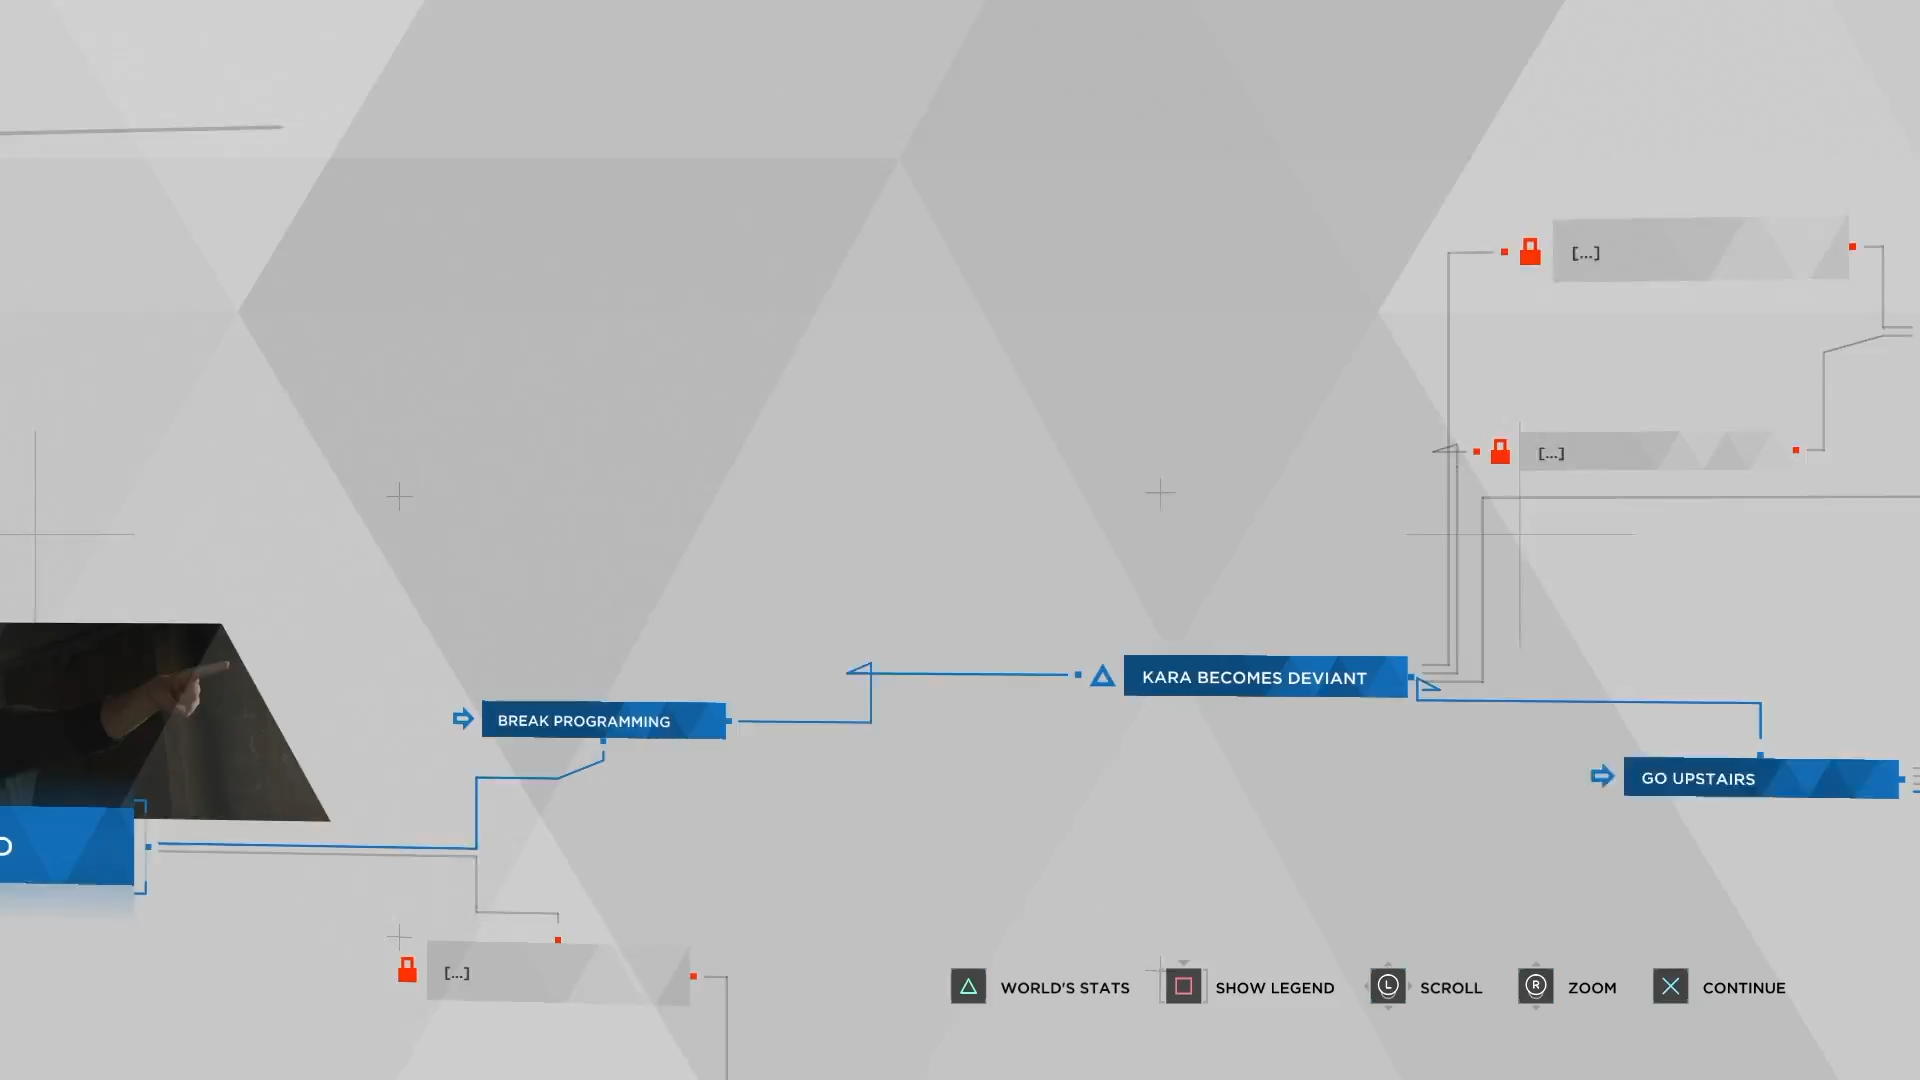 [...]
[...]
KARA BECOMES DEVIANT
BREAK PROGRAMMING
GO UPSTAIRS
O
[...]
WORLD'S STATS
SHOW LEGEND
L
SCROLL
R
ZOOM
CONTINUE